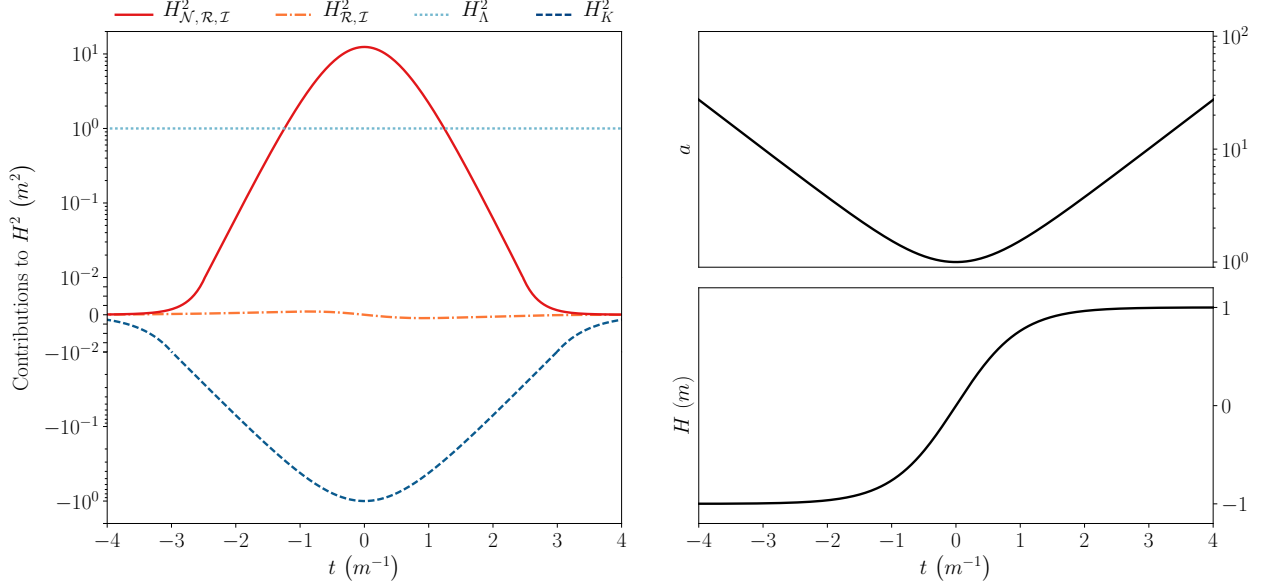 H²_{𝒩,ℛ,ℐ} H²_{ℛ,ℐ} H²_Λ H²_K
Contributions to H² (m²)
10¹
10⁰
10⁻¹
10⁻²
0
−10⁻²
−10⁻¹
−10⁰
−4 −3 −2 −1 0 1 2 3 4
t (m⁻¹)
a
10²
10¹
10⁰
H (m)
1
0
−1
−4 −3 −2 −1 0 1 2 3 4
t (m⁻¹)